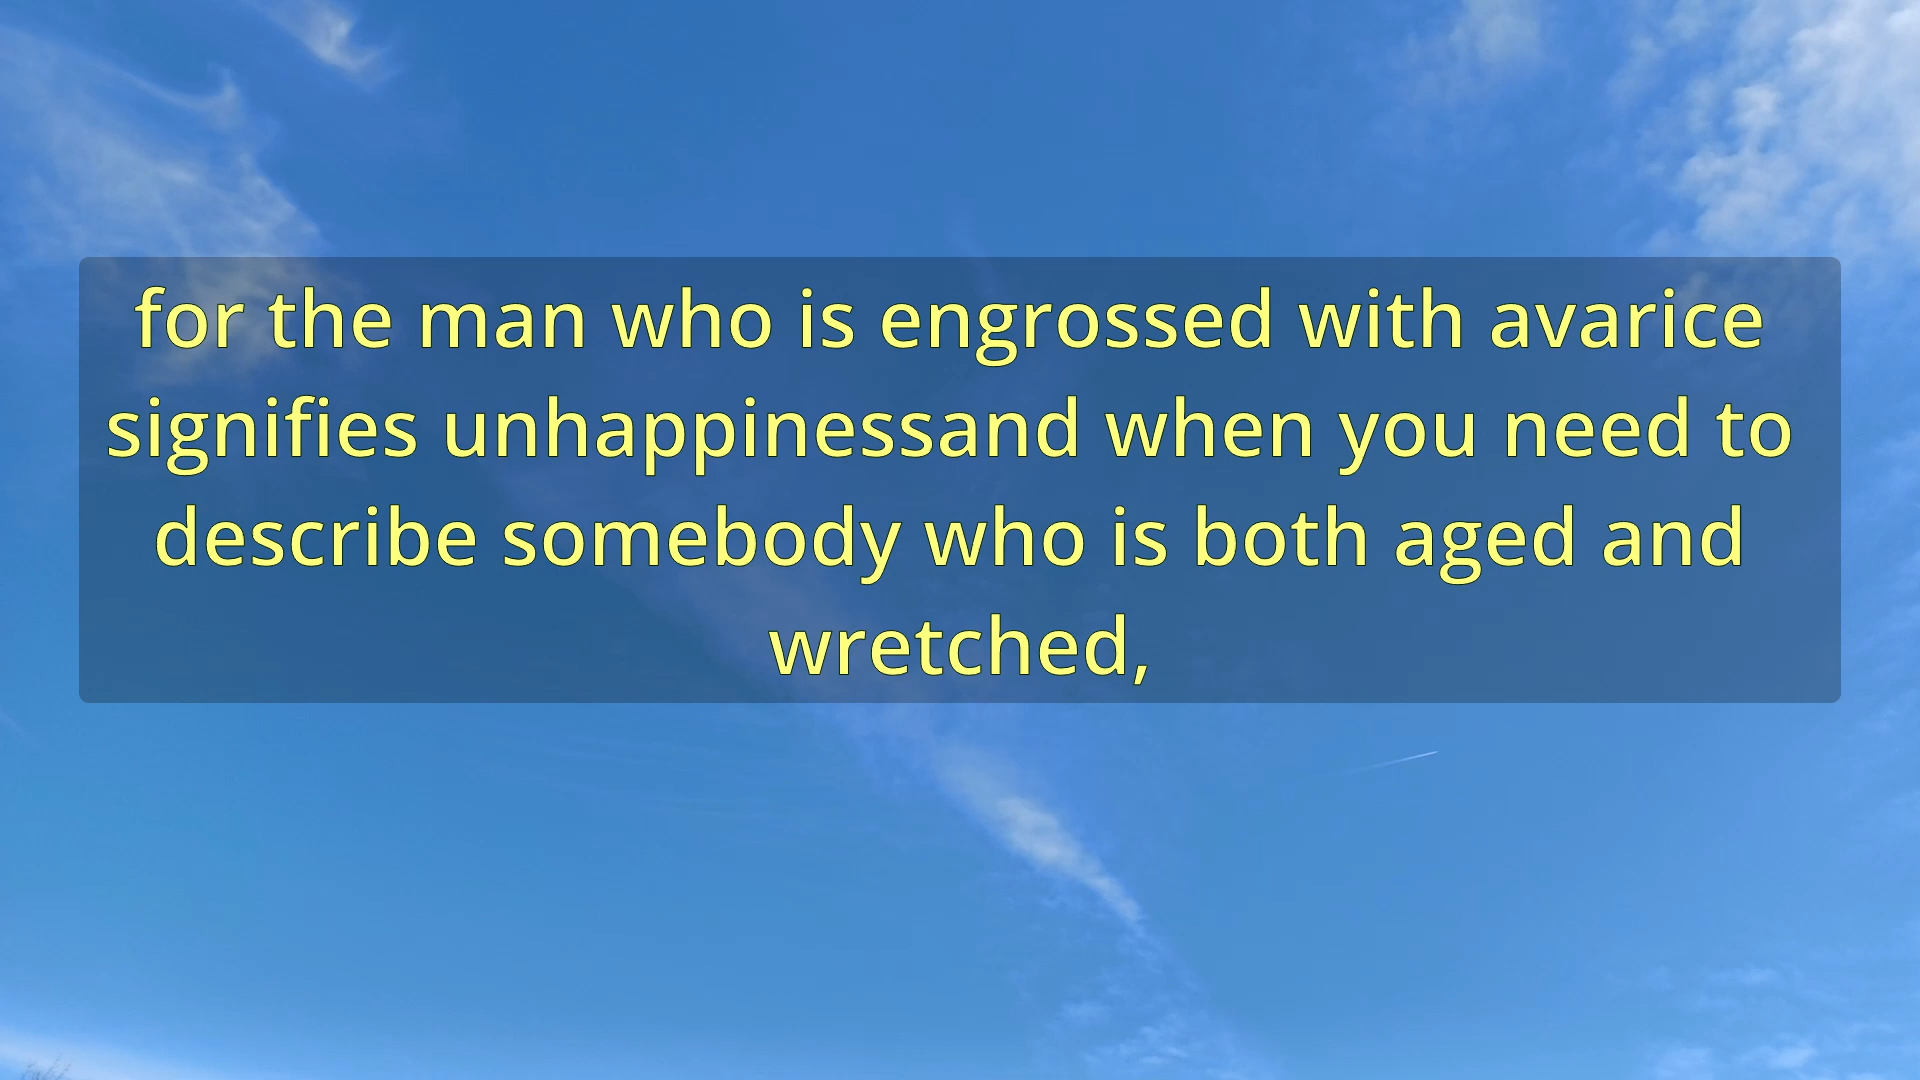 for the man who is engrossed with avarice
signifies unhappinessand when you need to
describe somebody who is both aged and
wretched,